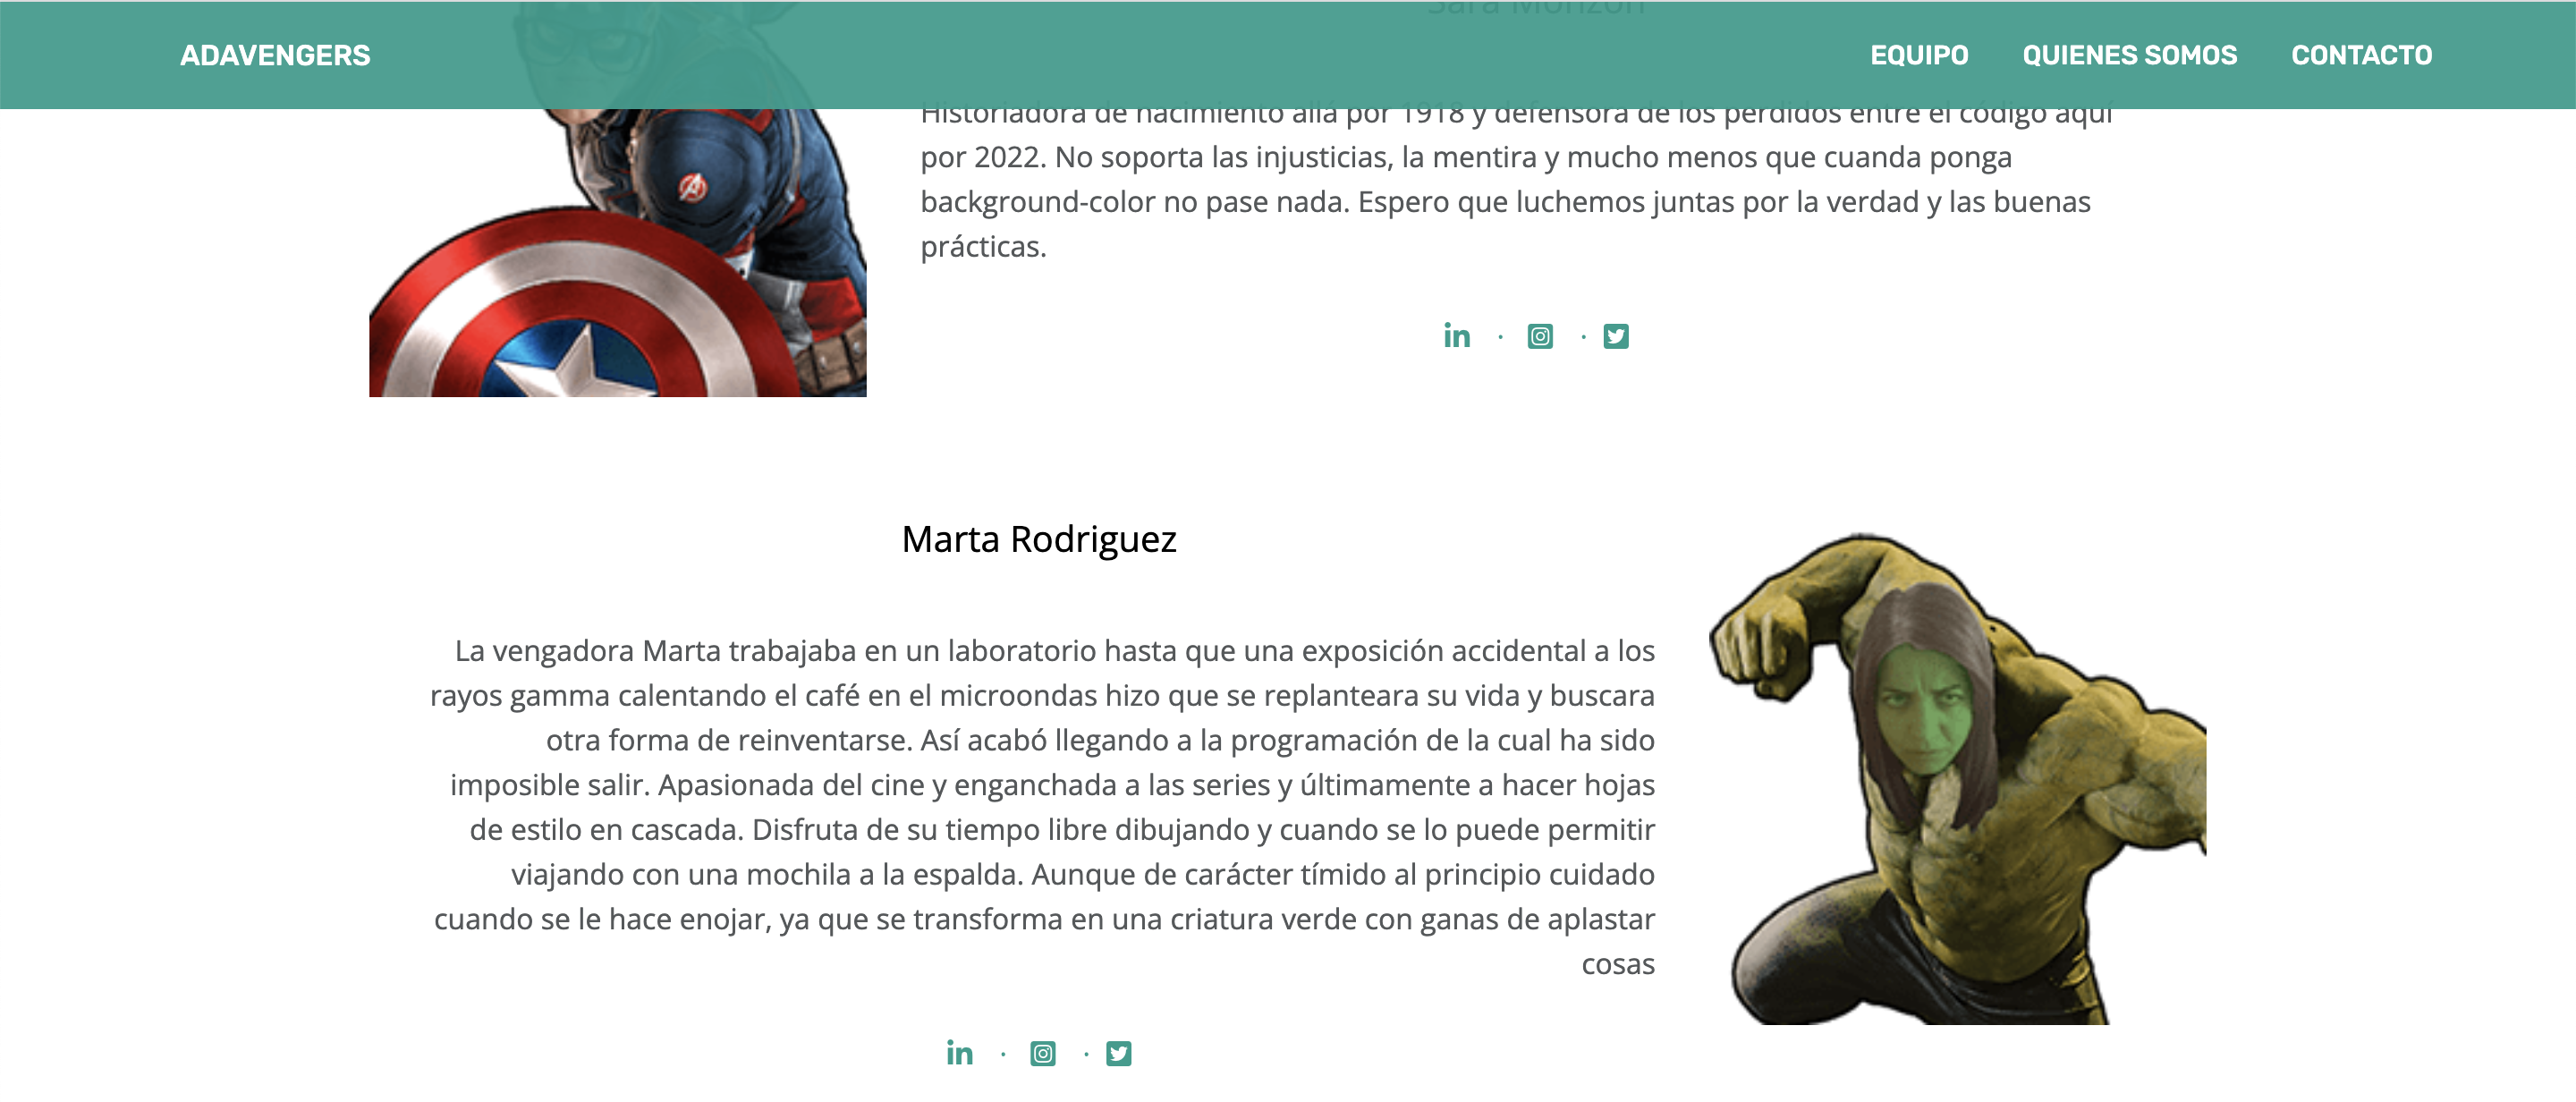 Sara Monzón
ADAVENGERS
EQUIPO
QUIENES SOMOS
CONTACTO
Historiadora de nacimiento allá por 1918 y defensora de los perdidos entre el código aquí
por 2022. No soporta las injusticias, la mentira y mucho menos que cuanda ponga
background-color no pase nada. Espero que luchemos juntas por la verdad y las buenas
prácticas.
in
Marta Rodriguez
La vengadora Marta trabajaba en un laboratorio hasta que una exposición accidental a los
rayos gamma calentando el café en el microondas hizo que se replanteara su vida y buscara
otra forma de reinventarse. Así acabó llegando a la programación de la cual ha sido
imposible salir. Apasionada del cine y enganchada a las series y últimamente a hacer hojas
de estilo en cascada. Disfruta de su tiempo libre dibujando y cuando se lo puede permitir
viajando con una mochila a la espalda. Aunque de carácter tímido al principio cuidado
cuando se le hace enojar, ya que se transforma en una criatura verde con ganas de aplastar
cosas
in